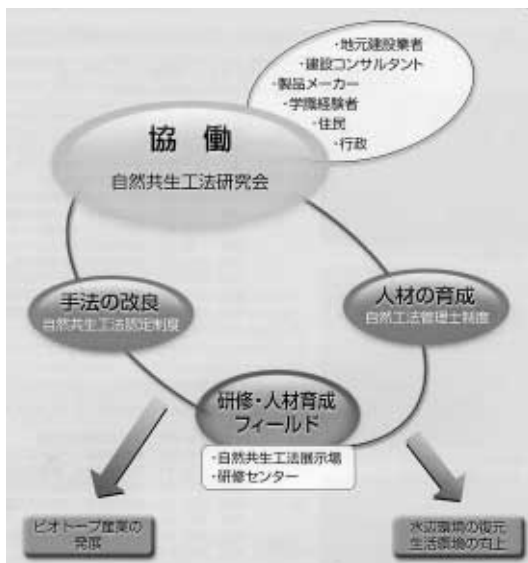 ・地元建設業者
・建設コンサルタント
・製品メーカー
・学識経験者
・住民
・行政
協働
自然共生工法研究会
手法の改良
自然共生工法認定制度
人材の育成
自然工法管理士制度
研修・人材育成
フィールド
・自然共生工法展示場
・研修センター
ビオトープ産業の
発展
水辺環境の復元
生活環境の向上